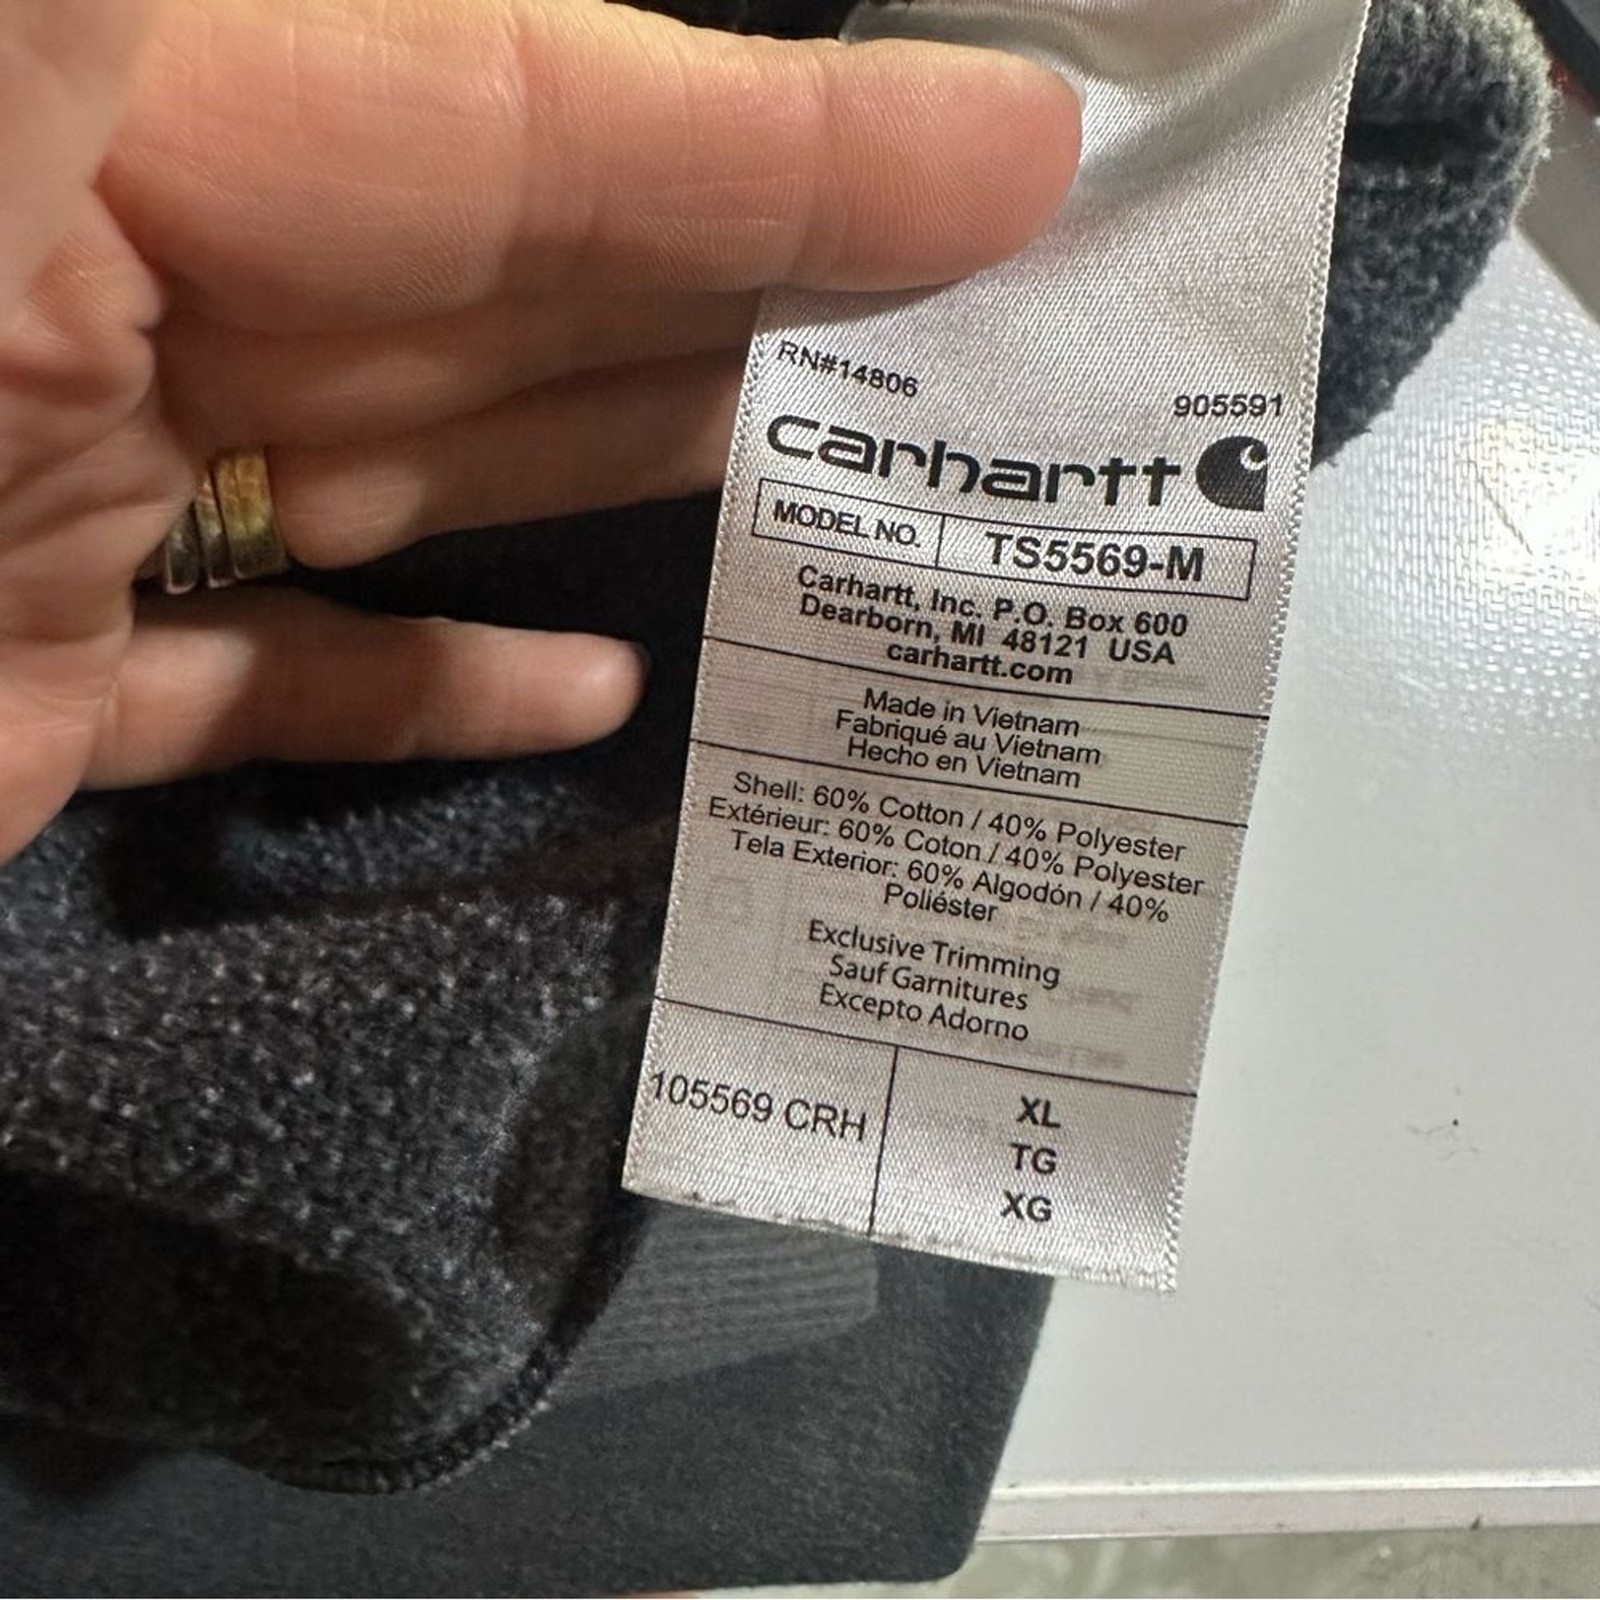 RN#14806
905591
carhartt
MODEL NO. TS5569-M
Carhartt, Inc. P.O. Box 600
Dearborn, MI 48121 USA
carhartt.com
Made in Vietnam
Fabriqué au Vietnam
Hecho en Vietnam
Shell: 60% Cotton / 40% Polyester
Extérieur: 60% Coton / 40% Polyester
Tela Exterior: 60% Algodón / 40%
Poliéster
Exclusive Trimming
Sauf Garnitures
Excepto Adorno
105569 CRH
XL
TG
XG